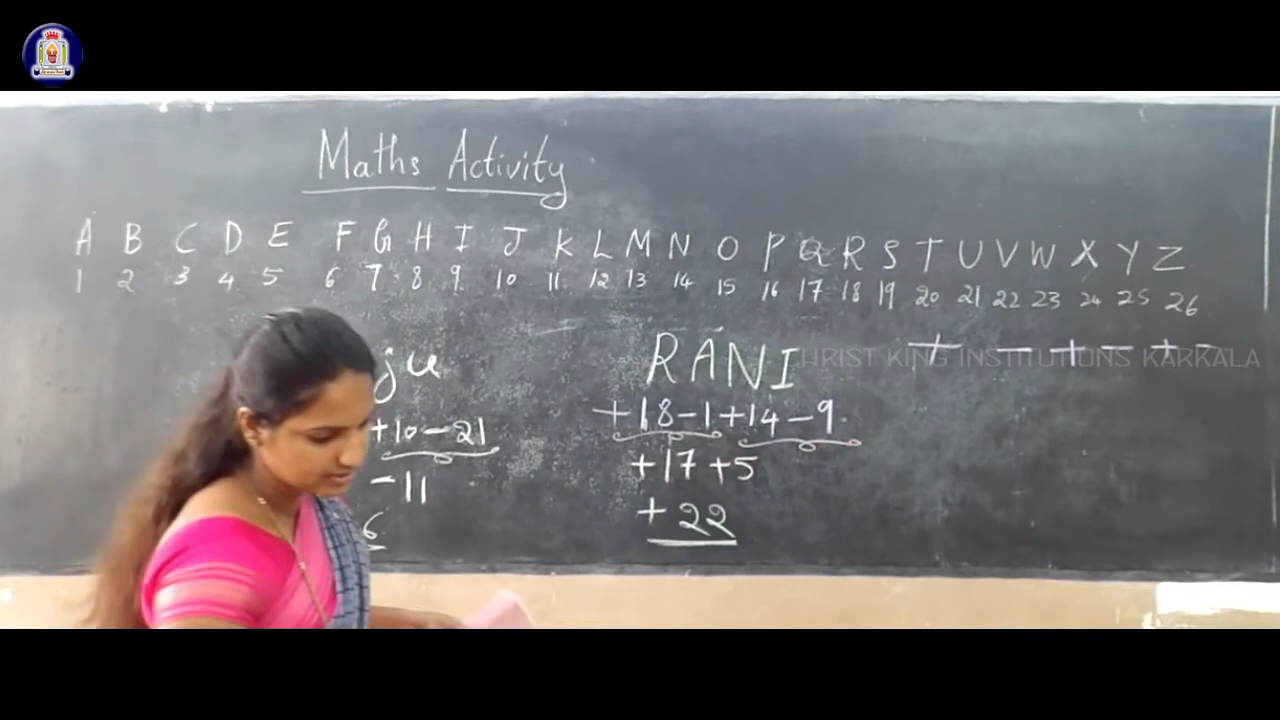 Maths Activity
A B C D E F G H I J K L M N O P Q R S T U V W X Y Z
1 2 3 4 5 6 7 8 9 10 11 12 13 14 15 16 17 18 19 20 21 22 23 24 25 26
+ - + - + -
CHRIST KING INSTITUTIONS KARKALA
ju
+10-21
-11
6
RANI
+18-1+14-9
+17+5
+22